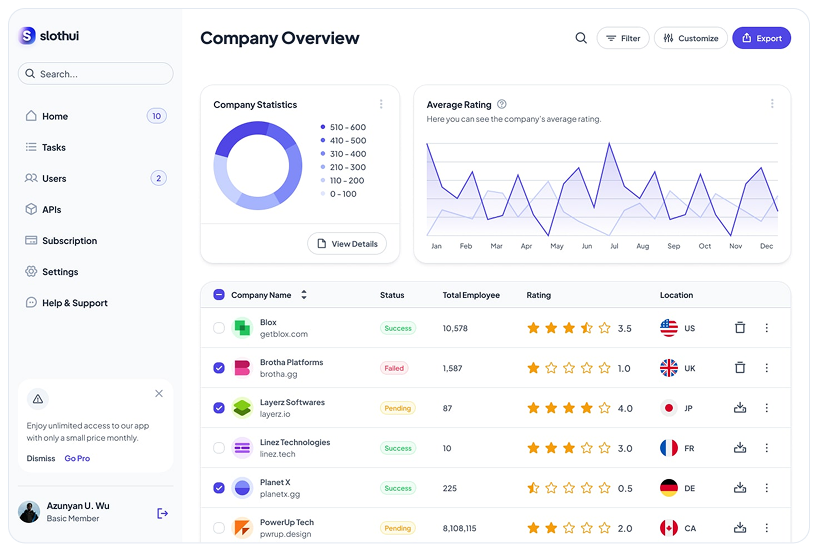 slothui
Search...
Home 10
Tasks
Users 2
APIs
Subscription
Settings
Help & Support
Enjoy unlimited access to our app
with only a small price monthly.
Dismiss Go Pro
Azunyan U. Wu
Basic Member
Company Overview
Filter
Customize
Export
Company Statistics
510 - 600
410 - 500
310 - 400
210 - 300
110 - 200
0 - 100
View Details
Average Rating
Here you can see the company's average rating.
Jan Feb Mar Apr May Jun Jul Aug Sep Oct Nov Dec
Company Name Status Total Employee Rating Location
Blox
getblox.com
Success 10,578 3.5 US
Brotha Platforms
brotha.gg
Failed 1,587 1.0 UK
Layerz Softwares
layerz.io
Pending 87 4.0 JP
Linez Technologies
linez.tech
Success 10 3.0 FR
Planet X
planetx.gg
Success 225 0.5 DE
PowerUp Tech
pwrup.design
Pending 8,108,115 2.0 CA